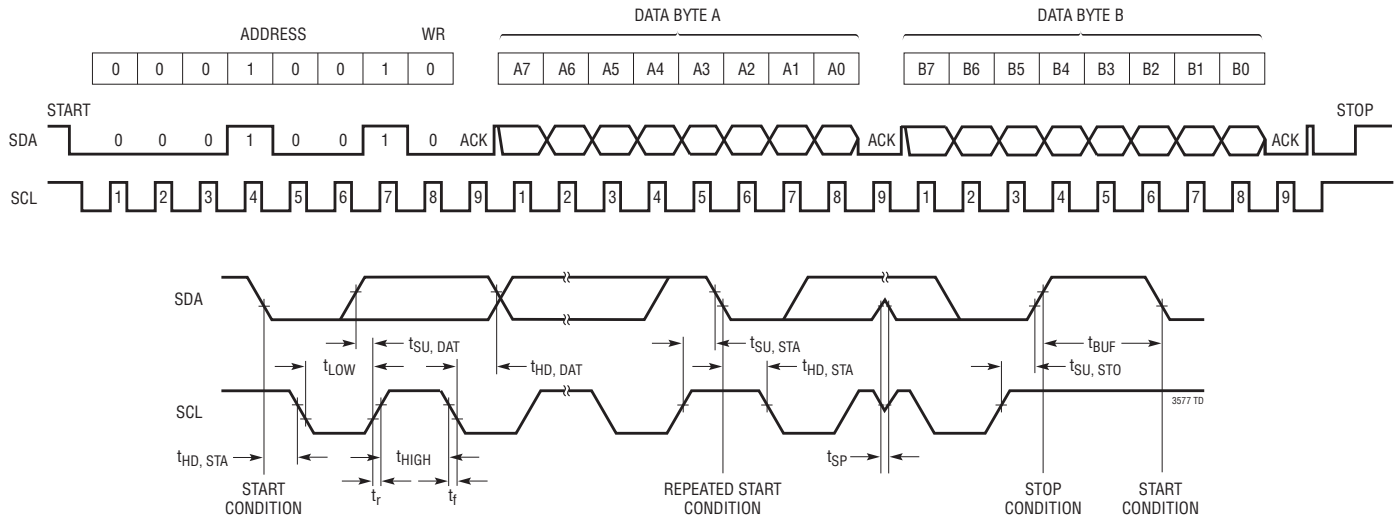 DATA BYTE A DATA BYTE B
ADDRESS WR
0 0 0 1 0 0 1 0 A7 A6 A5 A4 A3 A2 A1 A0 B7 B6 B5 B4 B3 B2 B1 B0
START STOP
SDA 0 0 0 1 0 0 1 0 ACK ACK ACK
SCL 1 2 3 4 5 6 7 8 9 1 2 3 4 5 6 7 8 9 1 2 3 4 5 6 7 8 9
SDA
tSU, DAT tSU, STA tBUF
tLOW tHD, DAT tHD, STA tSU, STO
SCL 3577 TD
tHD, STA tHIGH tSP
tr tf
START CONDITION
REPEATED START CONDITION
STOP CONDITION
START CONDITION